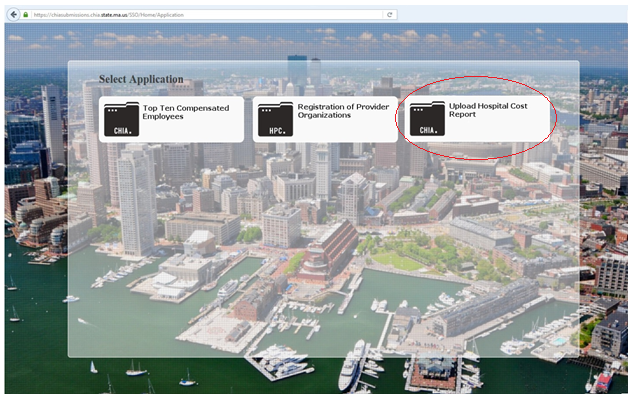 https://chiasubmissions.chia.state.ma.us/SSO/Home/Application
Select Application
Top Ten Compensated
Employees
CHIA.
Registration of Provider
Organizations
HPC.
Upload Hospital Cost
Report
CHIA.